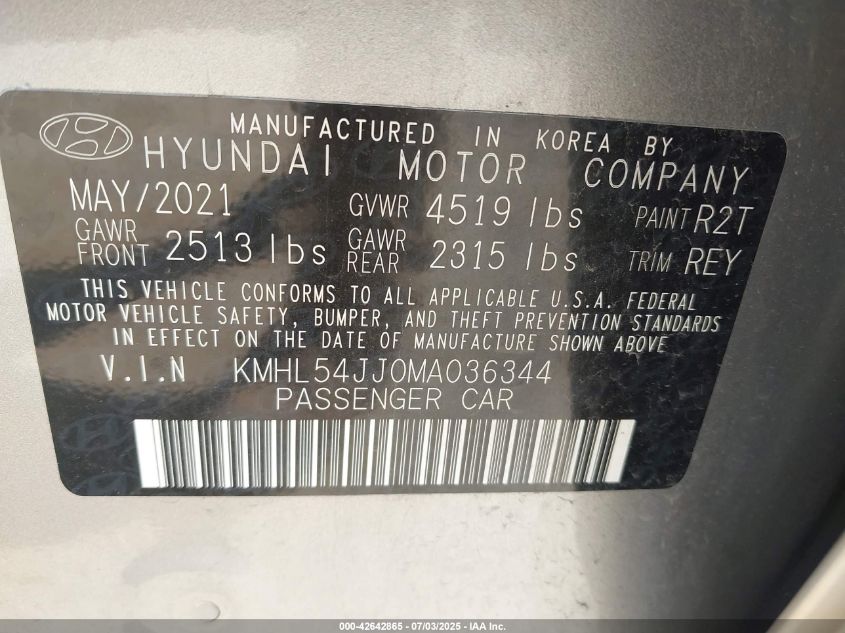 MANUFACTURED IN KOREA BY
HYUNDAI MOTOR COMPANY
MAY/2021 GVWR 4519 lbs PAINT R2T
GAWR FRONT 2513 lbs GAWR REAR 2315 lbs TRIM REY
THIS VEHICLE CONFORMS TO ALL APPLICABLE U.S.A. FEDERAL
MOTOR VEHICLE SAFETY, BUMPER, AND THEFT PREVENTION STANDARDS
IN EFFECT ON THE DATE OF MANUFACTURE SHOWN ABOVE
V.I.N KMHL54JJ0MA036344
PASSENGER CAR
000-42642865 - 07/03/2025 - IAA Inc.